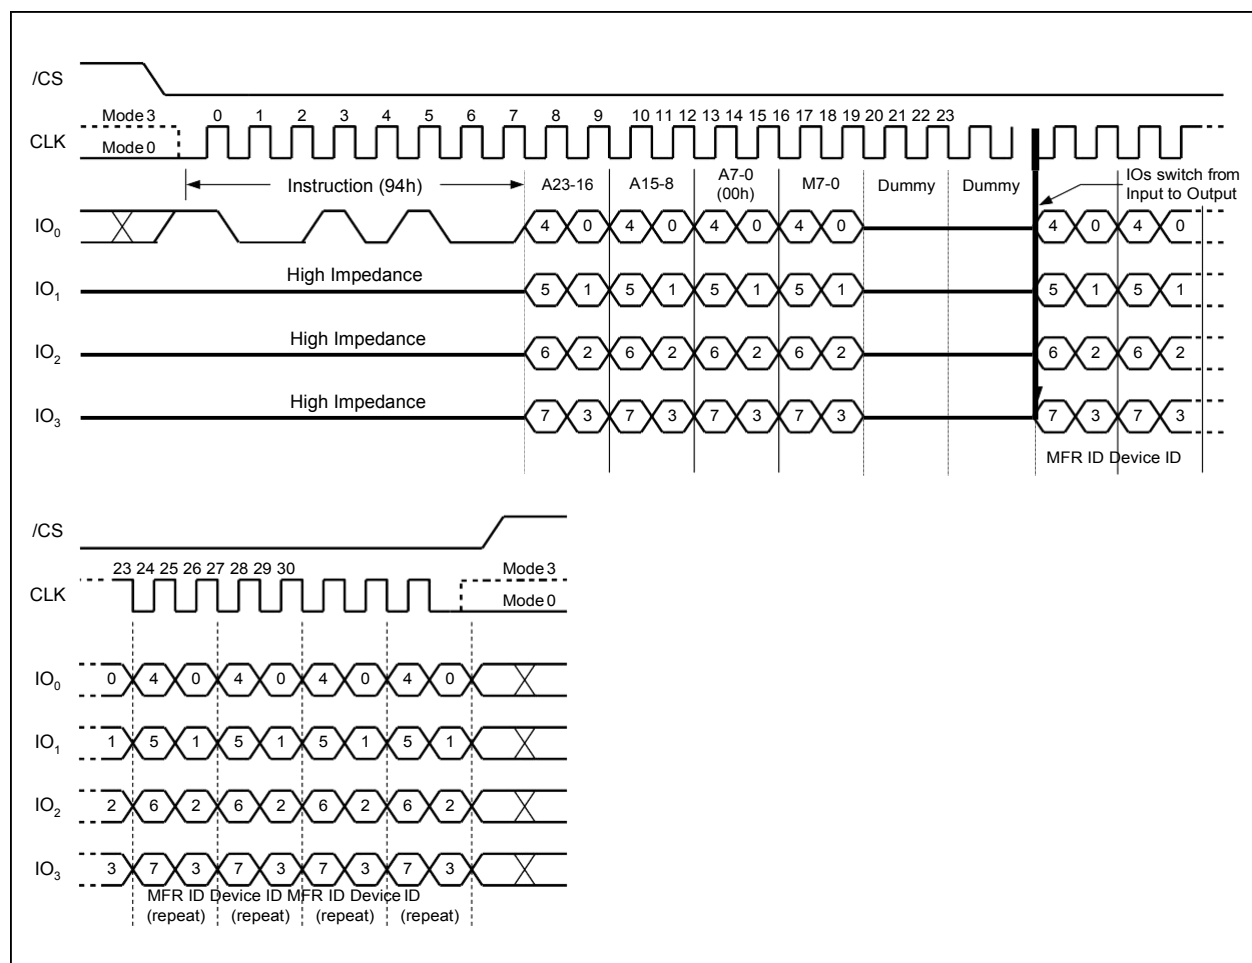 /CS
Mode 3
0 1 2 3 4 5 6 7 8 9 10 11 12 13 14 15 16 17 18 19 20 21 22 23
CLK
Mode 0
Instruction (94h) A23-16 A15-8 A7-0 (00h) M7-0 Dummy Dummy
IOs switch from
Input to Output
IO0 4 0 4 0 4 0 4 0 4 0 4 0
High Impedance
IO1 5 1 5 1 5 1 5 1 5 1 5 1
High Impedance
IO2 6 2 6 2 6 2 6 2 6 2 6 2
High Impedance
IO3 7 3 7 3 7 3 7 3 7 3 7 3
MFR ID Device ID
/CS
23 24 25 26 27 28 29 30 Mode 3
CLK
Mode 0
IO0 0 4 0 4 0 4 0 4 0
IO1 1 5 1 5 1 5 1 5 1
IO2 2 6 2 6 2 6 2 6 2
IO3 3 7 3 7 3 7 3 7 3
MFR ID Device ID MFR ID Device ID
(repeat) (repeat) (repeat) (repeat)